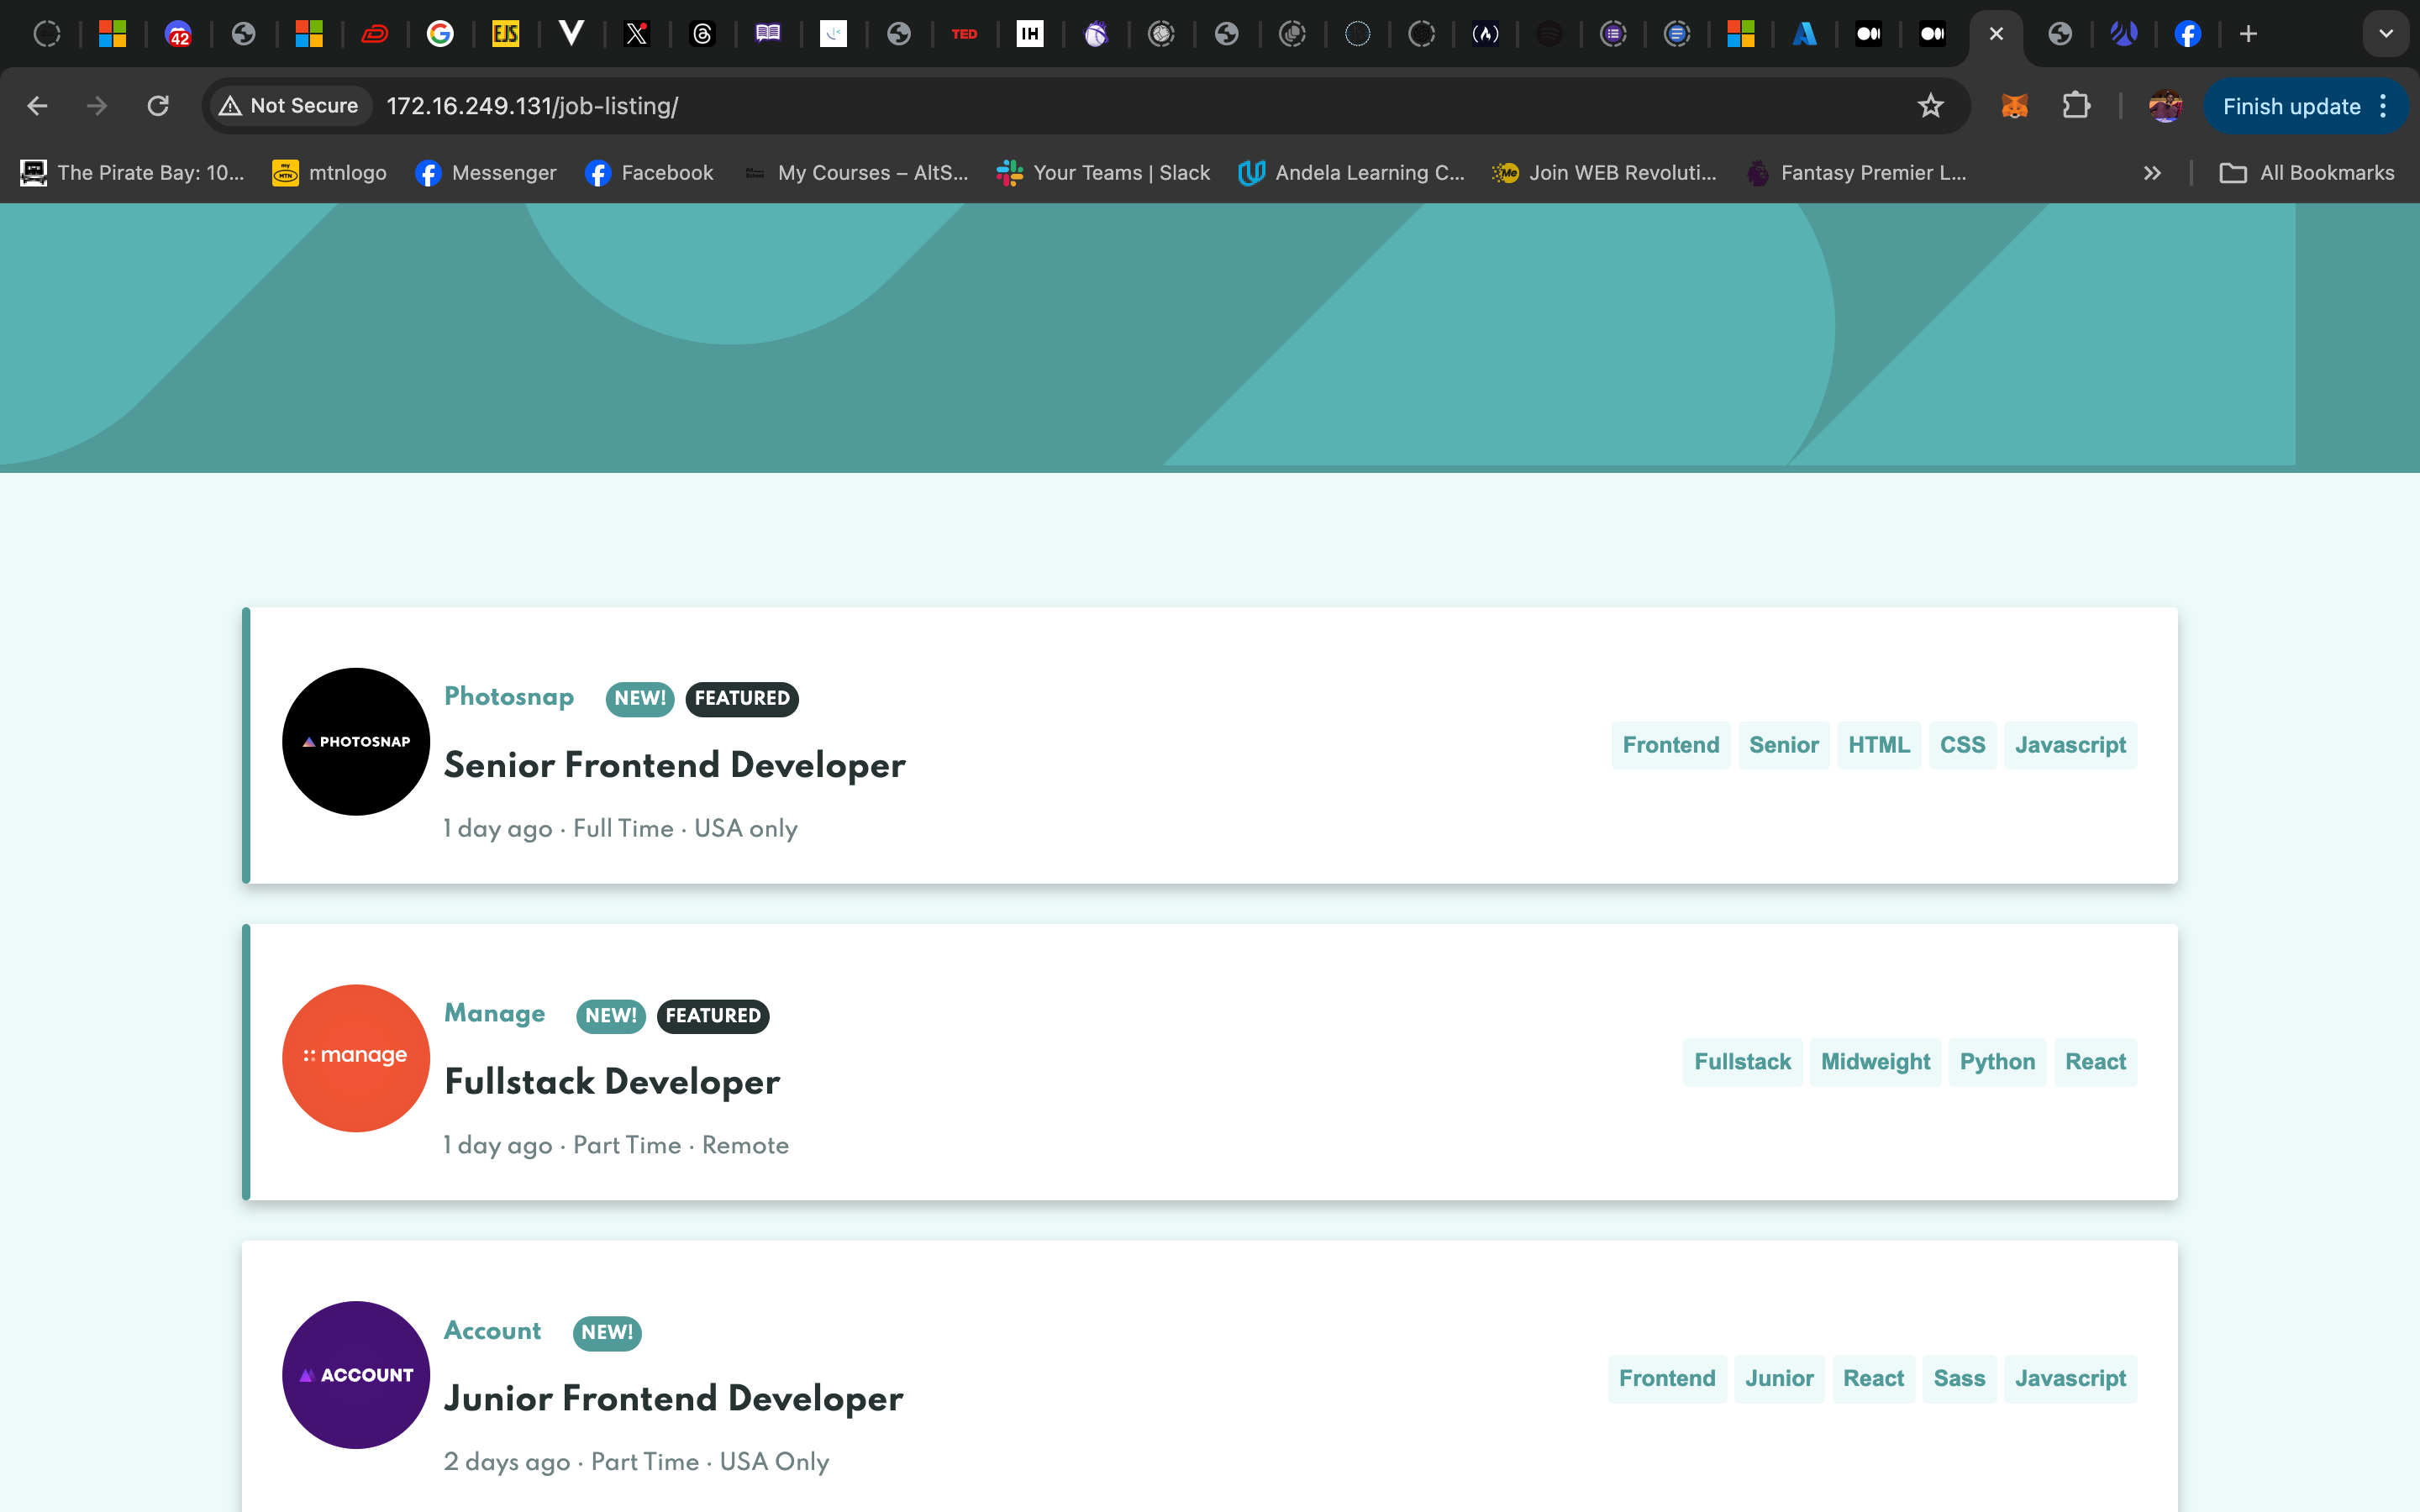 42
EJS
TED
IH
Not Secure
172.16.249.131/job-listing/
Finish update
The Pirate Bay: 10...
my MTN
mtnlogo
Messenger
Facebook
My Courses – AltS...
Your Teams | Slack
Andela Learning C...
Me
Join WEB Revoluti...
Fantasy Premier L...
All Bookmarks
PHOTOSNAP
Photosnap NEW! FEATURED
Senior Frontend Developer
1 day ago · Full Time · USA only
Frontend Senior HTML CSS Javascript
manage
Manage NEW! FEATURED
Fullstack Developer
1 day ago · Part Time · Remote
Fullstack Midweight Python React
ACCOUNT
Account NEW!
Junior Frontend Developer
2 days ago · Part Time · USA Only
Frontend Junior React Sass Javascript